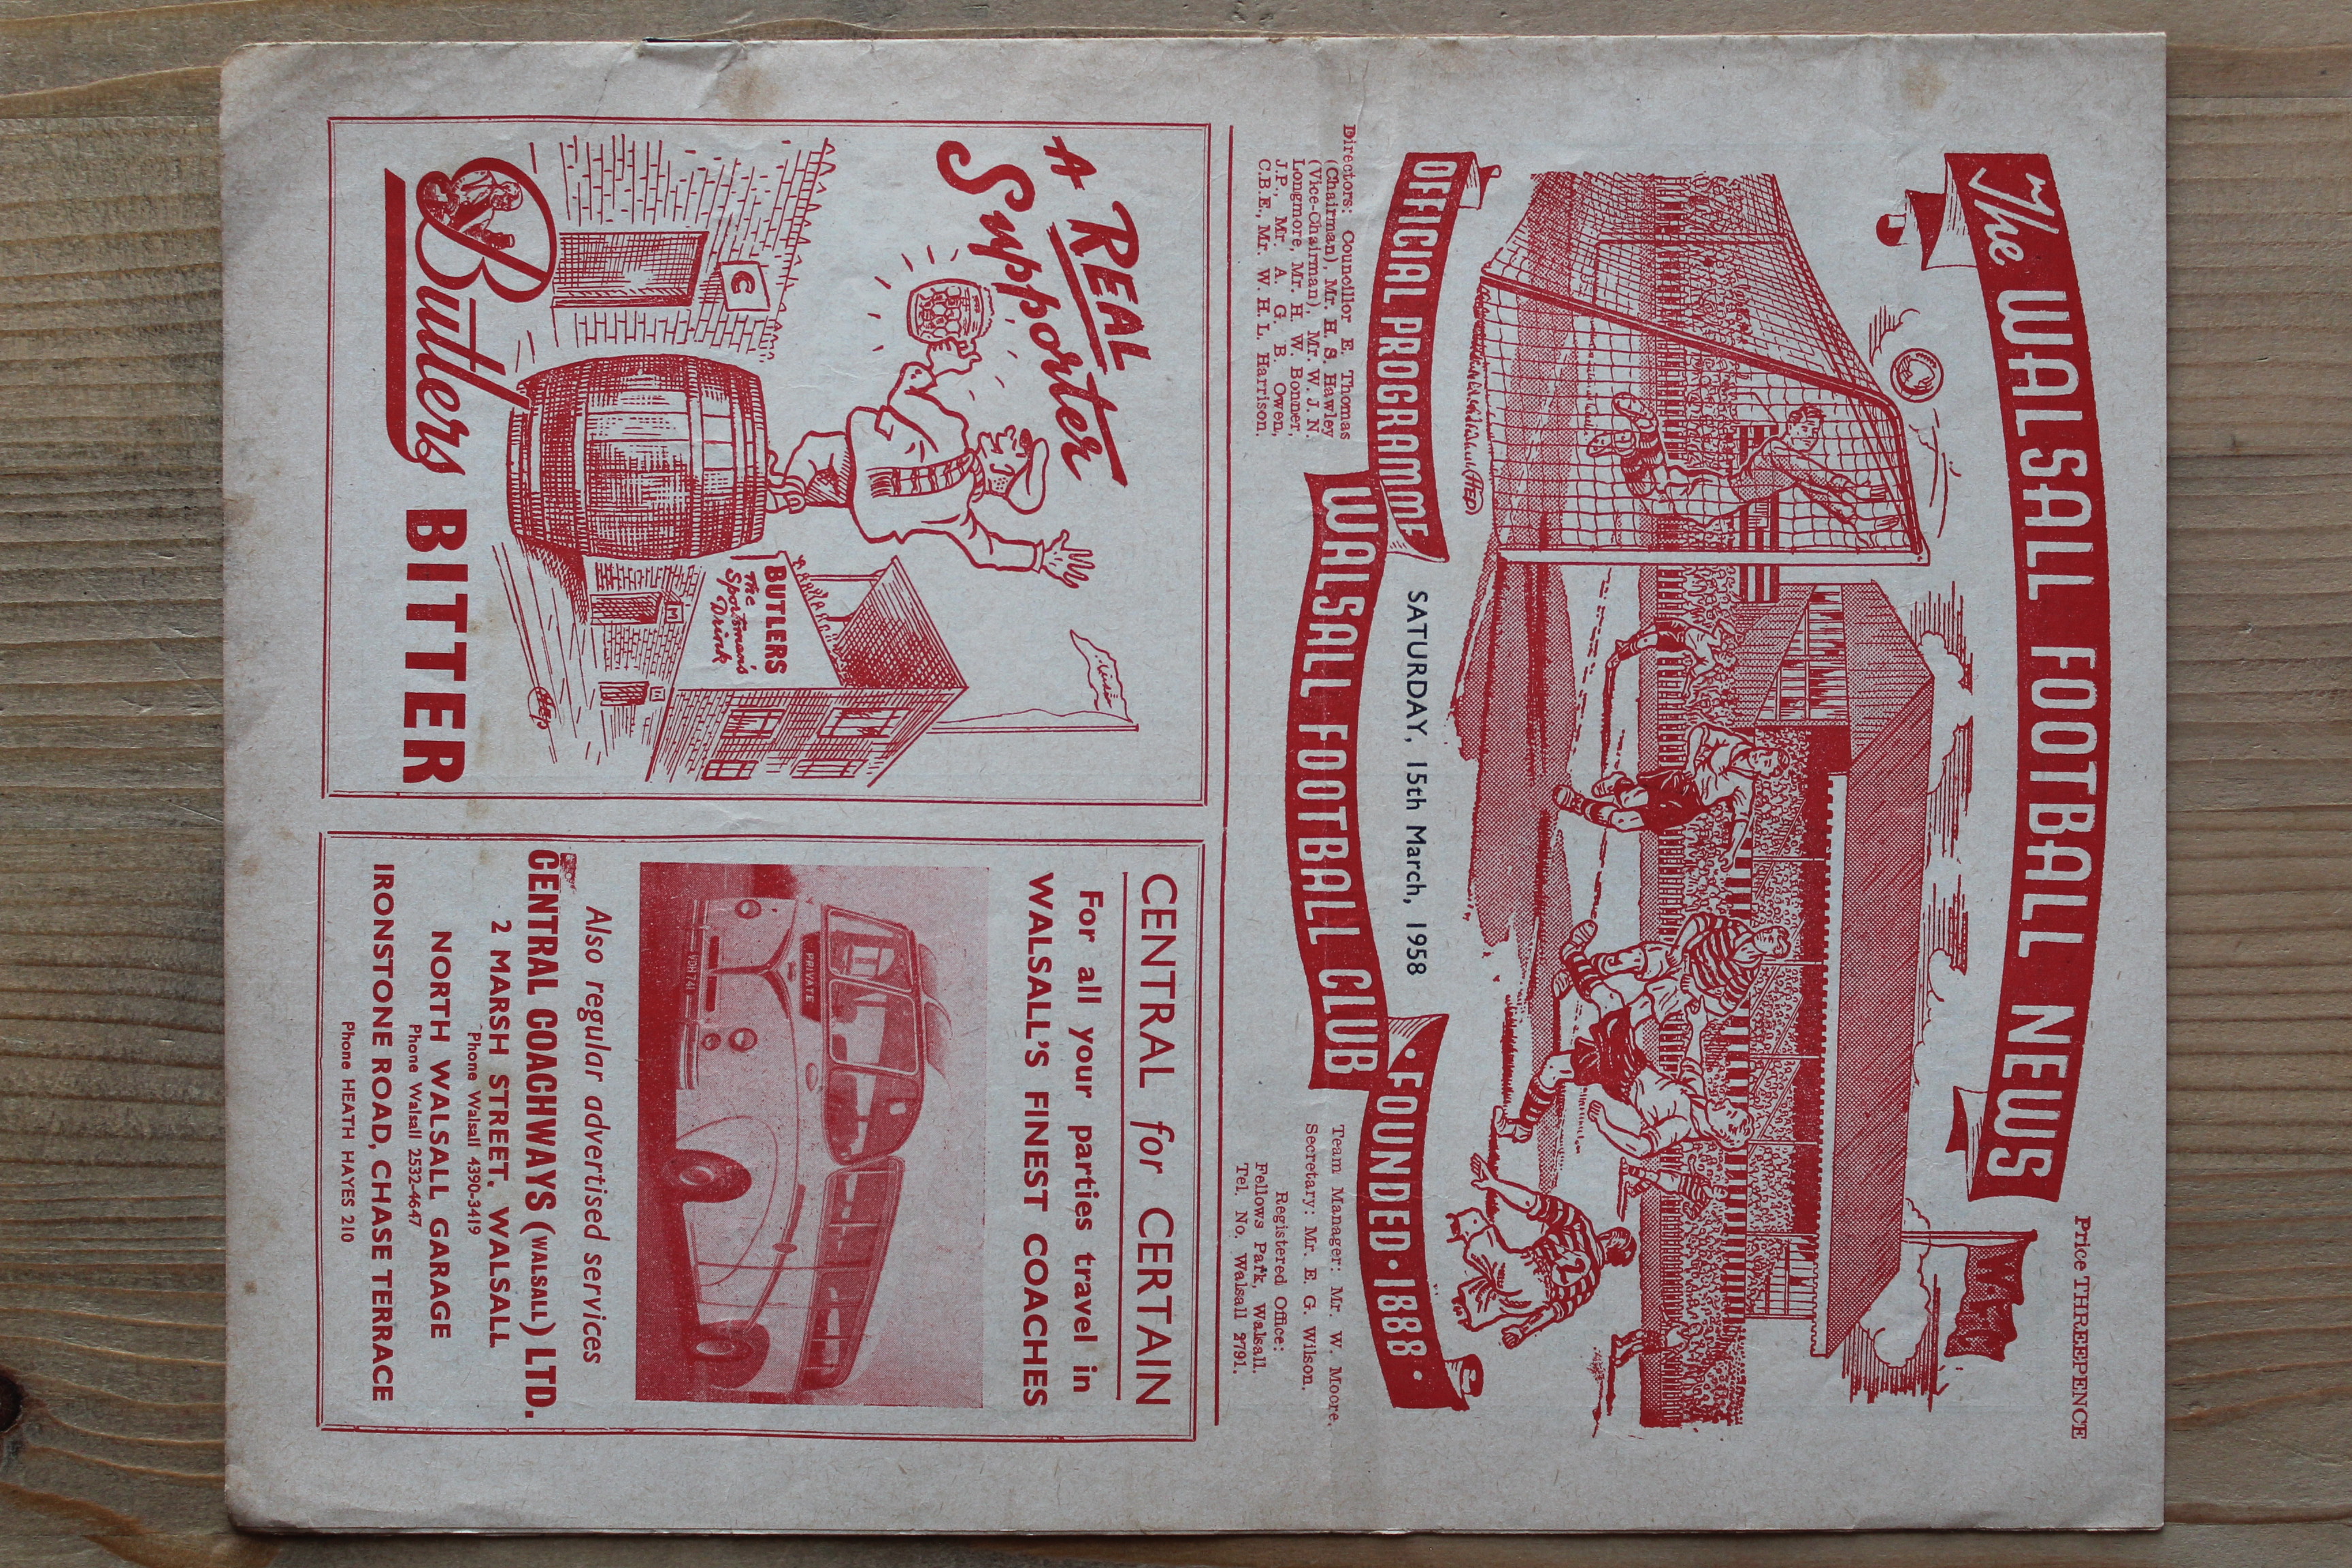 Price THREEPENCE
The WALSALL FOOTBALL NEWS
W.F.C.
2
HEP
OFFICIAL PROGRAMME
SATURDAY, 15th March, 1958
• FOUNDED • 1888 •
WALSALL FOOTBALL CLUB
Directors: Councillor E. Thomas
(Chairman), Mr. E. S. Hawley
(Vice-Chairman), Mr. W. J. N.
Longmore, Mr. H. W. Bonner,
J.P., Mr. A. G. B. Owen,
C.B.E., Mr. W. H. L. Harrison.
Team Manager: Mr. W. Moore.
Secretary: Mr. E. G. Wilson.
Registered Office:
Fellows Park, Walsall.
Tel. No. Walsall 2791.
A REAL
Supporter
C
BUTLERS
The
Sportsman's
Drink
M
HEP
Butlers BITTER
CENTRAL for CERTAIN
For all your parties travel in
WALSALL'S FINEST COACHES
PRIVATE
VDH 741
Also regular advertised services
CENTRAL COACHWAYS (WALSALL) LTD.
2 MARSH STREET. WALSALL
Phone Walsall 4390-3419
NORTH WALSALL GARAGE
Phone Walsall 2532-4647
IRONSTONE ROAD, CHASE TERRACE
Phone HEATH HAYES 210